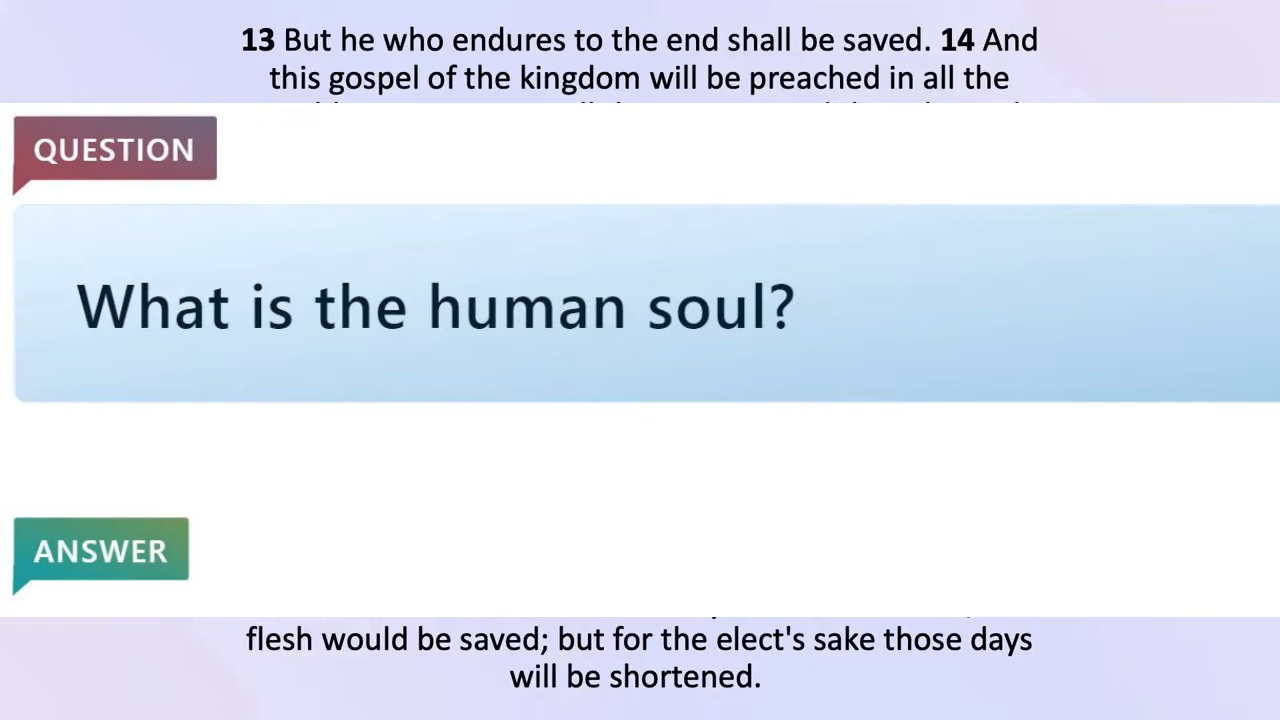 13 But he who endures to the end shall be saved. 14 And
this gospel of the kingdom will be preached in all the
QUESTION
What is the human soul?
ANSWER
flesh would be saved; but for the elect's sake those days
will be shortened.